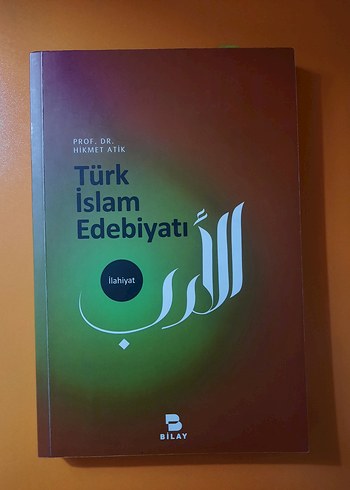 PROF. DR.
HİKMET ATİK
Türk
İslam
Edebiyatı
الأدب
İlahiyat
BİLAY